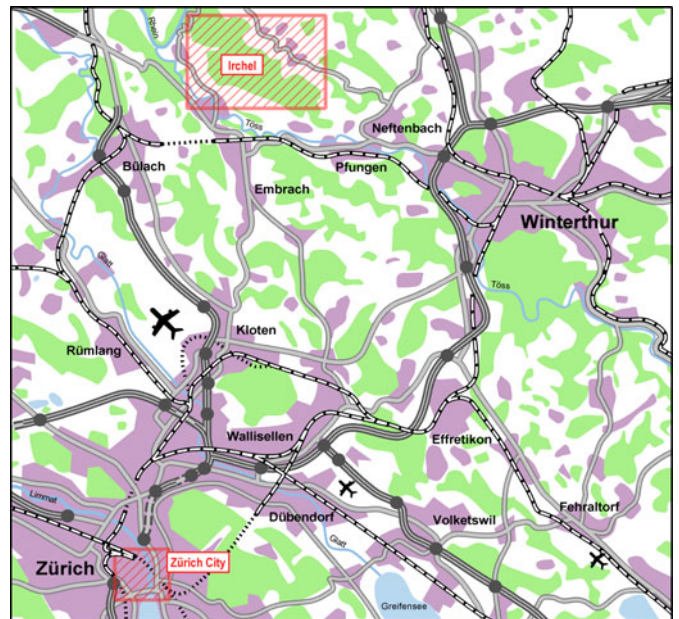 Rhein
Irchel
Töss
Neftenbach
Bülach
Pfungen
Embrach
Winterthur
Glatt
Töss
Kloten
Rümlang
Wallisellen
Effretikon
Limmat
Fehraltorf
Dübendorf
Volketswil
Glatt
Zürich City
Zürich
Greifensee